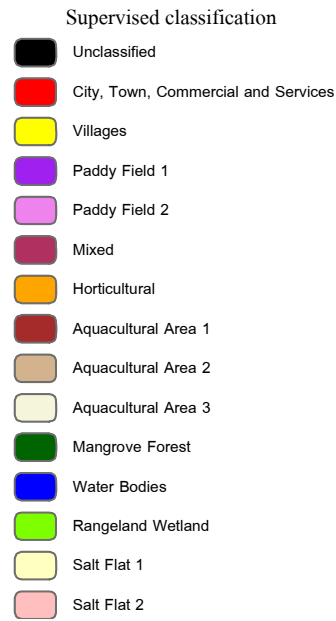 Supervised classification
Unclassified
City, Town, Commercial and Services
Villages
Paddy Field 1
Paddy Field 2
Mixed
Horticultural
Aquacultural Area 1
Aquacultural Area 2
Aquacultural Area 3
Mangrove Forest
Water Bodies
Rangeland Wetland
Salt Flat 1
Salt Flat 2